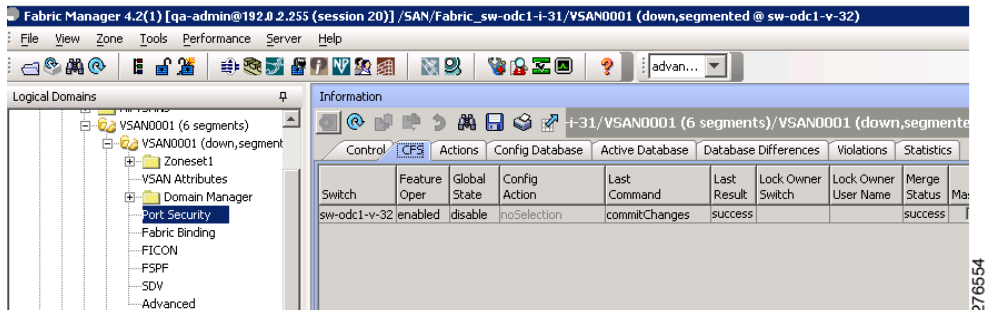 Fabric Manager 4.2(1) [qa-admin@192.0.2.255 (session 20)] /SAN/Fabric_sw-odc1-i-31/VSAN0001 (down,segmented @ sw-odc1-v-32)
File View Zone Tools Performance Server Help
advan...
Logical Domains
Information
VSAN0001 (6 segments)
VSAN0001 (down,segment
Zoneset1
VSAN Attributes
Domain Manager
Port Security
Fabric Binding
FICON
FSPF
SDV
Advanced
-i-31/VSAN0001 (6 segments)/VSAN0001 (down,segmente
Control CFS Actions Config Database Active Database Database Differences Violations Statistics
Switch Feature Oper Global State Config Action Last Command Last Result Lock Owner Switch Lock Owner User Name Merge Status Mas
sw-odc1-v-32 enabled disable noSelection commitChanges success success
276554